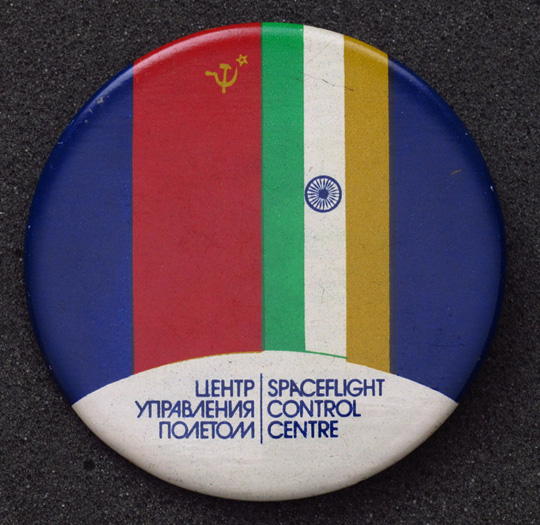 ЦЕНТР
УПРАВЛЕНИЯ
ПОЛЕТОМ
SPACEFLIGHT
CONTROL
CENTRE